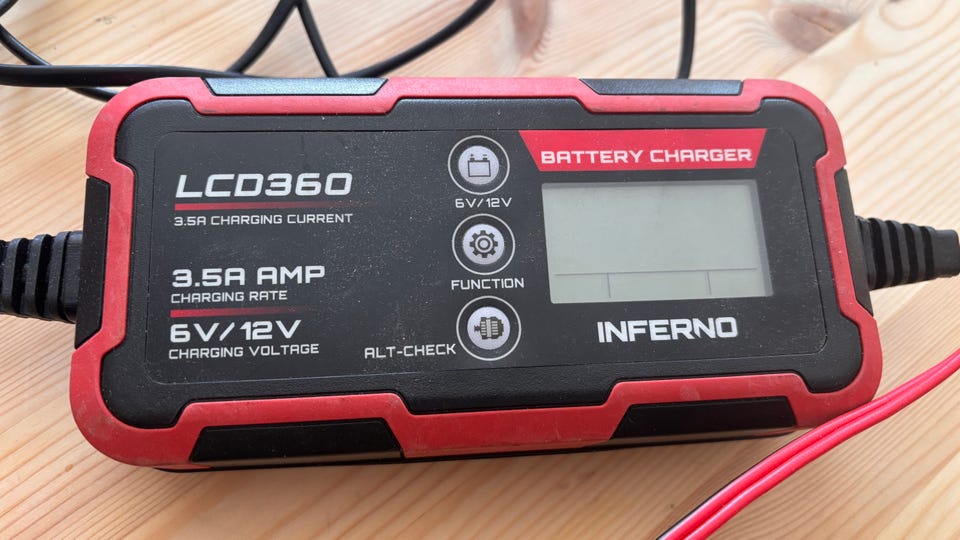 LCD360
3.5A CHARGING CURRENT
3.5A AMP
CHARGING RATE
6V/12V
CHARGING VOLTAGE
6V/12V
FUNCTION
ALT-CHECK
BATTERY CHARGER
INFERNO